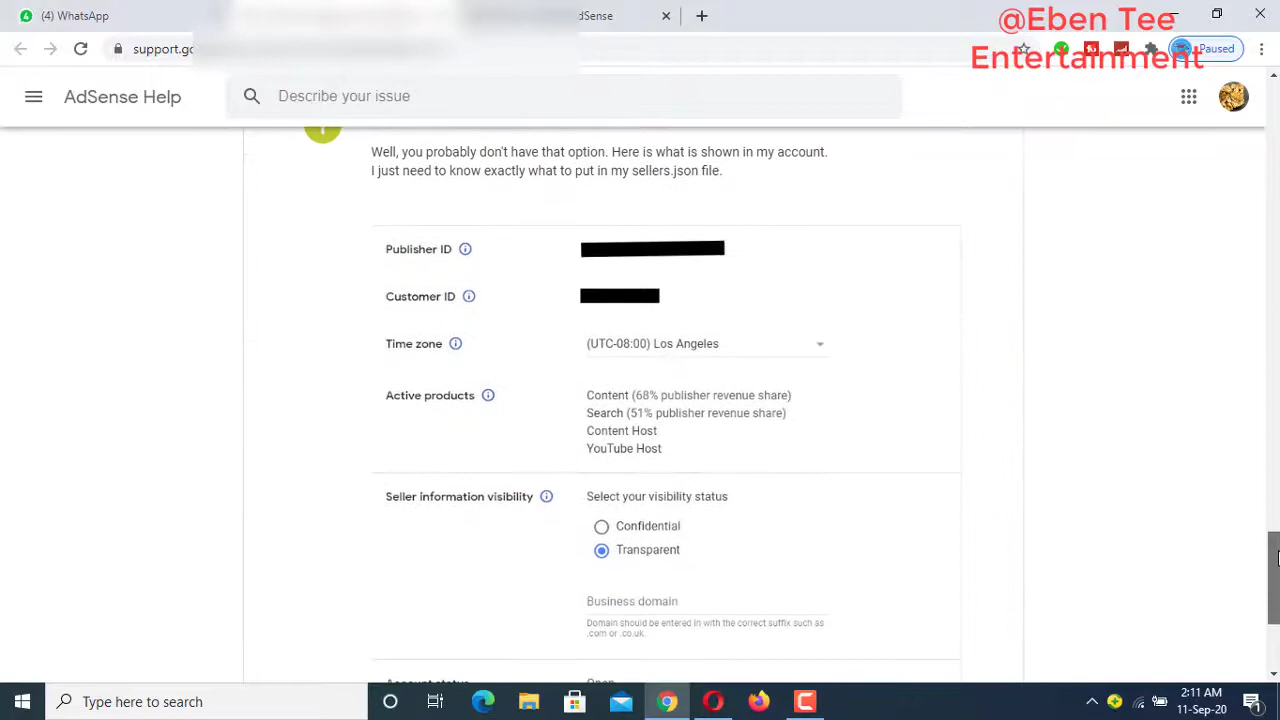 (4) WhatsApp
dSense
@Eben Tee
Entertainment
support.go
Paused
AdSense Help
Describe your issue
Well, you probably don't have that option. Here is what is shown in my account.
I just need to know exactly what to put in my sellers.json file.
Publisher ID
Customer ID
Time zone
(UTC-08:00) Los Angeles
Active products
Content (68% publisher revenue share)
Search (51% publisher revenue share)
Content Host
YouTube Host
Seller information visibility
Select your visibility status
Confidential
Transparent
Business domain
Domain should be entered in with the correct suffix such as
.com or .co.uk.
Type here to search
2:11 AM
11-Sep-20